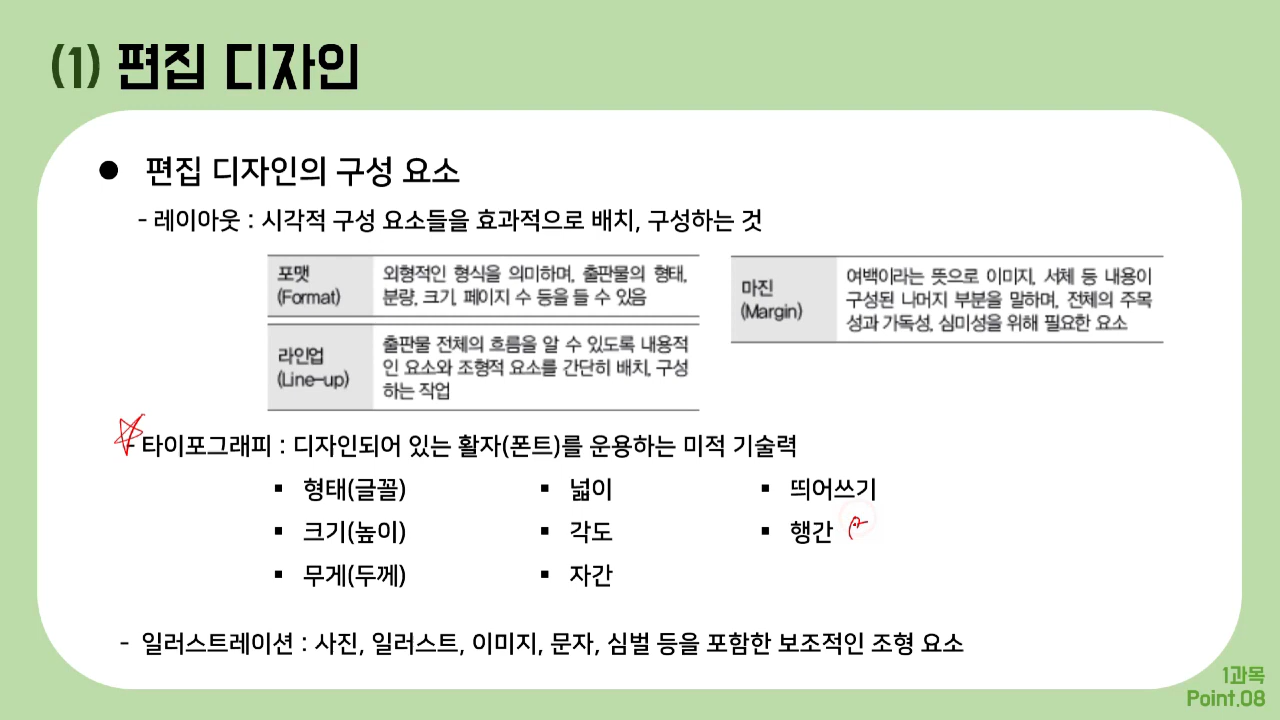 (1) 편집 디자인
● 편집 디자인의 구성 요소
- 레이아웃 : 시각적 구성 요소들을 효과적으로 배치, 구성하는 것
포맷
(Format)
외형적인 형식을 의미하며, 출판물의 형태,
분량, 크기, 페이지 수 등을 들 수 있음
라인업
(Line-up)
출판물 전체의 흐름을 알 수 있도록 내용적
인 요소와 조형적 요소를 간단히 배치, 구성
하는 작업
마진
(Margin)
여백이라는 뜻으로 이미지, 서체 등 내용이
구성된 나머지 부분을 말하며, 전체의 주목
성과 가독성, 심미성을 위해 필요한 요소
- 타이포그래피 : 디자인되어 있는 활자(폰트)를 운용하는 미적 기술력
▪ 형태(글꼴)
▪ 크기(높이)
▪ 무게(두께)
▪ 넓이
▪ 각도
▪ 자간
▪ 띄어쓰기
▪ 행간
- 일러스트레이션 : 사진, 일러스트, 이미지, 문자, 심벌 등을 포함한 보조적인 조형 요소
1과목
Point.08